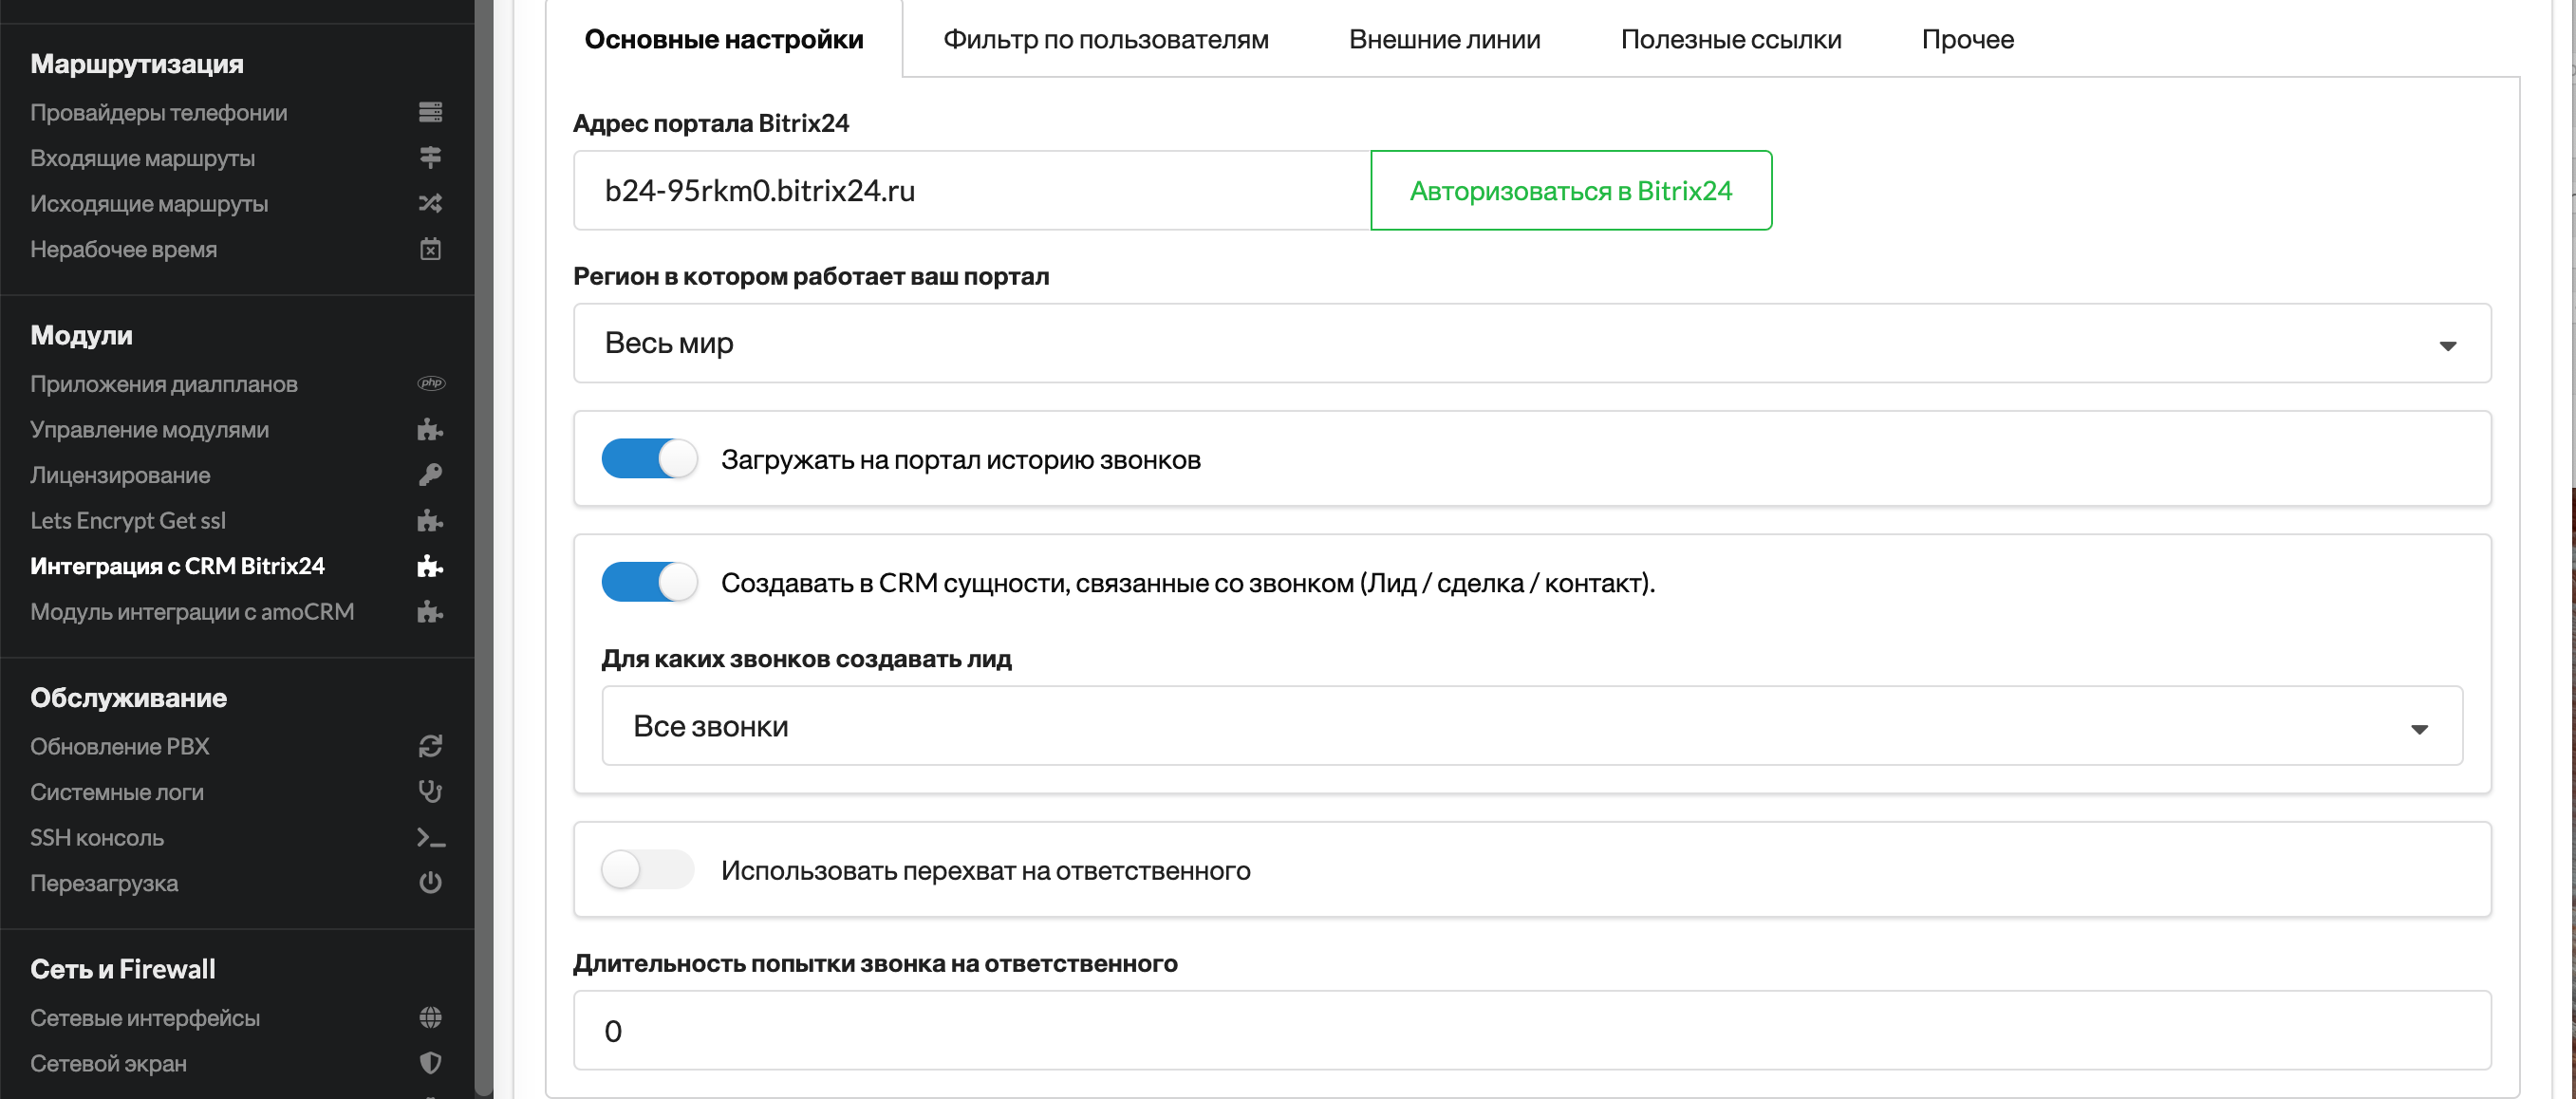 Маршрутизация
Провайдеры телефонии
Входящие маршруты
Исходящие маршруты
Нерабочее время
Модули
Приложения диалпланов
php
Управление модулями
Лицензирование
Lets Encrypt Get ssl
Интеграция с CRM Bitrix24
Модуль интеграции с amoCRM
Обслуживание
Обновление PBX
Системные логи
SSH консоль
Перезагрузка
Сеть и Firewall
Сетевые интерфейсы
Сетевой экран
Основные настройки
Фильтр по пользователям
Внешние линии
Полезные ссылки
Прочее
Адрес портала Bitrix24
b24-95rkm0.bitrix24.ru
Авторизоваться в Bitrix24
Регион в котором работает ваш портал
Весь мир
Загружать на портал историю звонков
Создавать в CRM сущности, связанные со звонком (Лид / сделка / контакт).
Для каких звонков создавать лид
Все звонки
Использовать перехват на ответственного
Длительность попытки звонка на ответственного
0